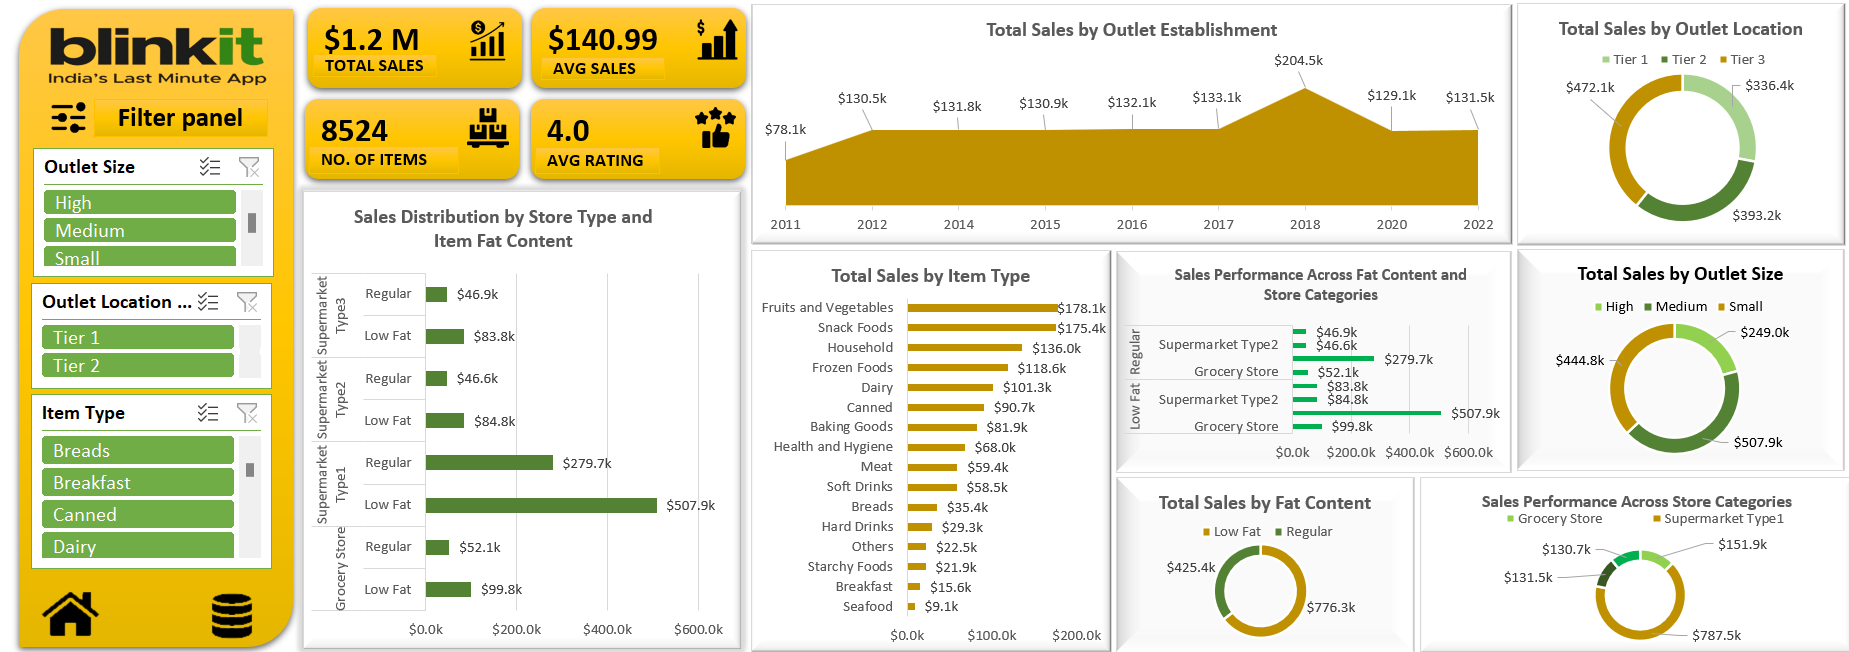 blinkit
India's Last Minute App
Filter panel
Outlet Size
High
Medium
Small
Outlet Location ...
Tier 1
Tier 2
Item Type
Breads
Breakfast
Canned
Dairy
$1.2 M
TOTAL SALES
$140.99
AVG SALES
8524
NO. OF ITEMS
4.0
AVG RATING
Sales Distribution by Store Type and
Item Fat Content
Supermarket
Type3
Regular
$46.9k
Low Fat
$83.8k
Supermarket
Type2
Regular
$46.6k
Low Fat
$84.8k
Supermarket
Type1
Regular
$279.7k
Low Fat
$507.9k
Grocery Store
Regular
$52.1k
Low Fat
$99.8k
$0.0k $200.0k $400.0k $600.0k
Total Sales by Outlet Establishment
$78.1k
$130.5k
$131.8k
$130.9k
$132.1k
$133.1k
$204.5k
$129.1k
$131.5k
2011 2012 2014 2015 2016 2017 2018 2020 2022
Total Sales by Outlet Location
Tier 1 Tier 2 Tier 3
$472.1k
$336.4k
$393.2k
Total Sales by Item Type
Fruits and Vegetables $178.1k
Snack Foods $175.4k
Household $136.0k
Frozen Foods $118.6k
Dairy $101.3k
Canned $90.7k
Baking Goods $81.9k
Health and Hygiene $68.0k
Meat $59.4k
Soft Drinks $58.5k
Breads $35.4k
Hard Drinks $29.3k
Others $22.5k
Starchy Foods $21.9k
Breakfast $15.6k
Seafood $9.1k
$0.0k $100.0k $200.0k
Sales Performance Across Fat Content and
Store Categories
Regular
$46.9k
Supermarket Type2 $46.6k
$279.7k
Grocery Store $52.1k
Low Fat
$83.8k
Supermarket Type2 $84.8k
$507.9k
Grocery Store $99.8k
$0.0k $200.0k $400.0k $600.0k
Total Sales by Outlet Size
High Medium Small
$249.0k
$444.8k
$507.9k
Total Sales by Fat Content
Low Fat Regular
$425.4k
$776.3k
Sales Performance Across Store Categories
Grocery Store Supermarket Type1
$130.7k
$151.9k
$131.5k
$787.5k